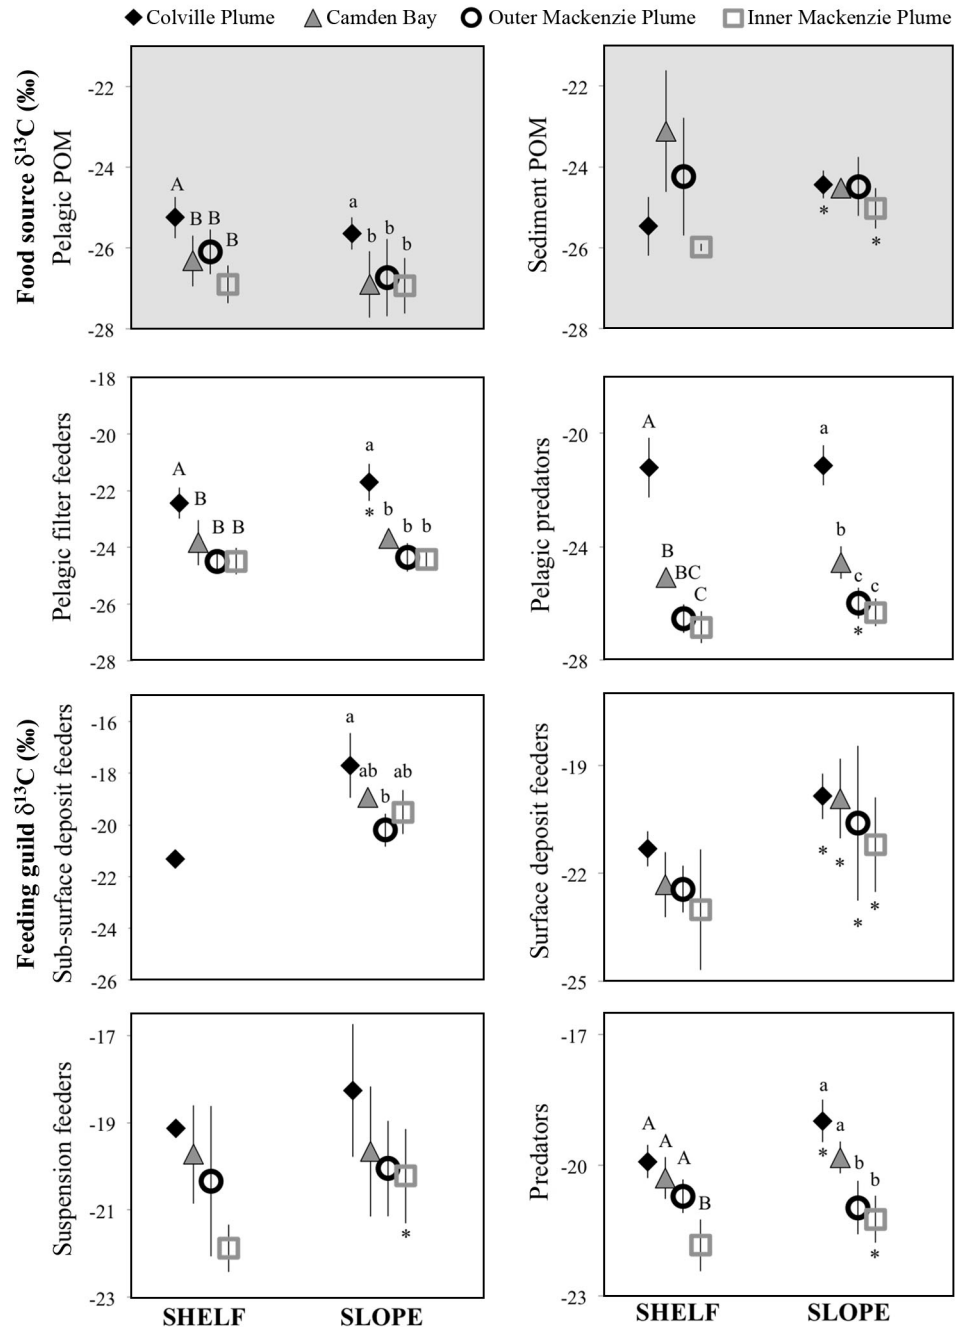 Colville Plume Camden Bay Outer Mackenzie Plume Inner Mackenzie Plume
Food source δ13C (‰)
Pelagic POM
-22
-24
-26
-28
A
B B
B
a
b b b
Sediment POM
-22
-24
-26
-28
*
*
Pelagic filter feeders
-18
-20
-22
-24
-26
-28
A
B
B B
a
*
b
b b
Pelagic predators
-20
-24
-28
A
B
BC
C
a
b
c c
*
Feeding guild δ13C (‰)
Sub-surface deposit feeders
-16
-18
-20
-22
-24
-26
a
ab ab
b
Surface deposit feeders
-19
-22
-25
* *
* *
Suspension feeders
-17
-19
-21
-23
*
SHELF SLOPE
Predators
-17
-20
-23
A
A
A
B
a
a
*
b
b
*
SHELF SLOPE